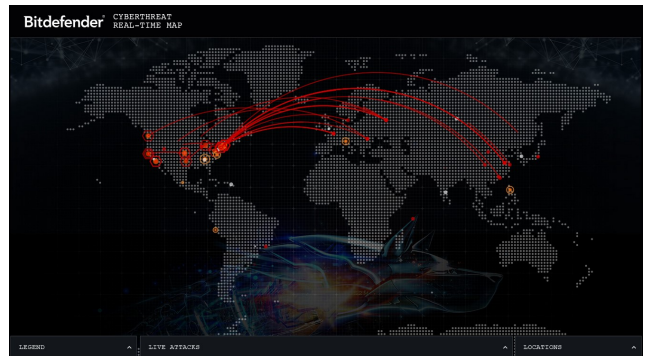 Bitdefender
CYBERTHREAT
REAL-TIME MAP
LEGEND
LIVE ATTACKS
LOCATIONS